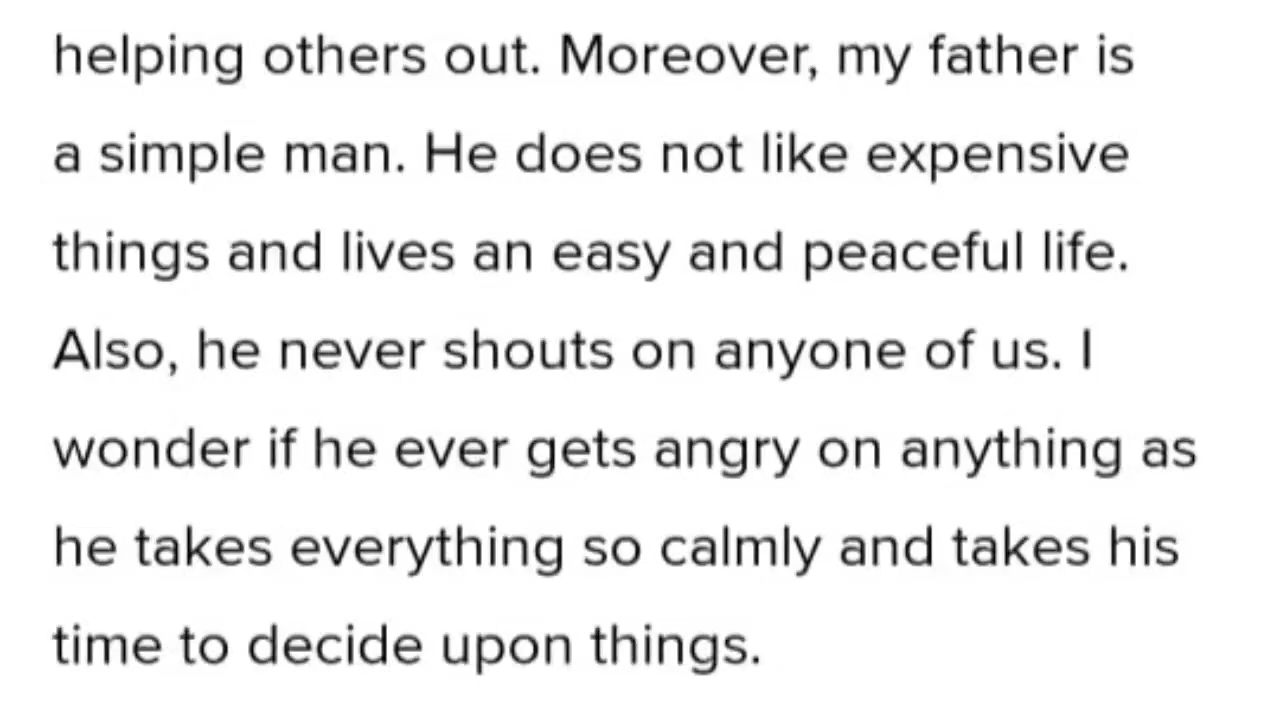 helping others out. Moreover, my father is
a simple man. He does not like expensive
things and lives an easy and peaceful life.
Also, he never shouts on anyone of us. I
wonder if he ever gets angry on anything as
he takes everything so calmly and takes his
time to decide upon things.